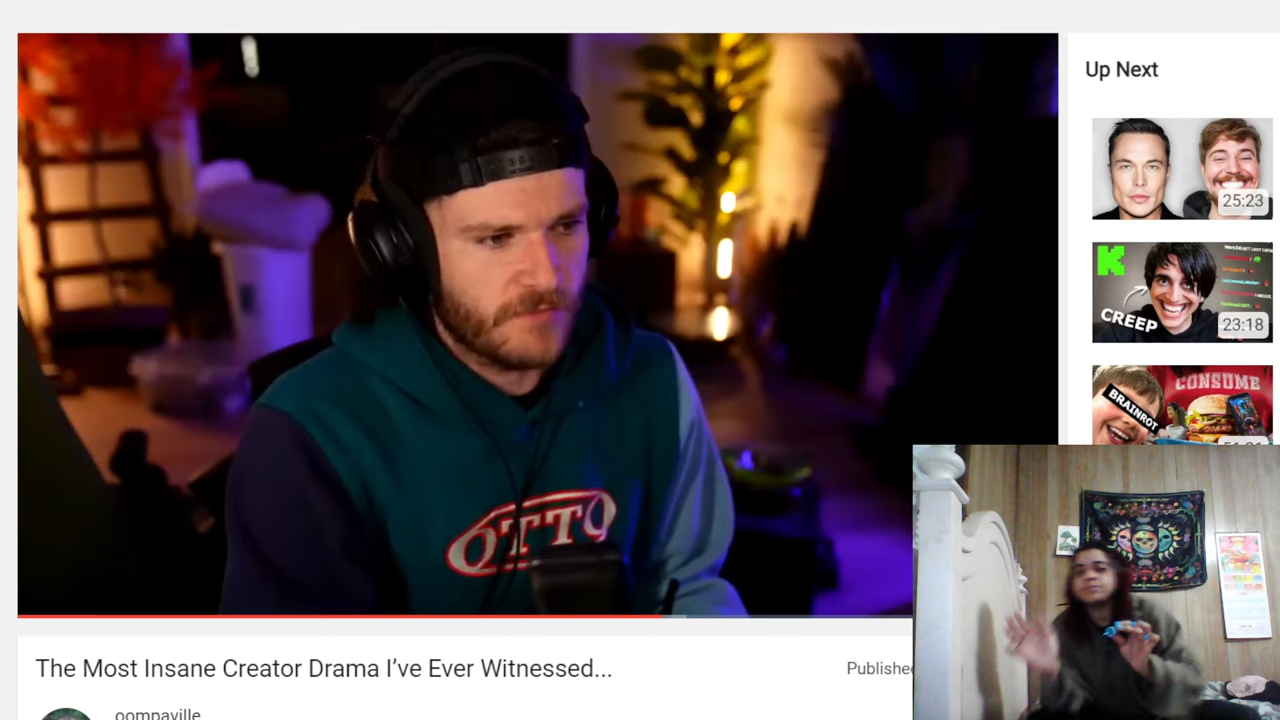 Up Next
25:23
CREEP
23:18
CONSUME
BRAINROT
OTTO
The Most Insane Creator Drama I’ve Ever Witnessed...
Published
oompaville